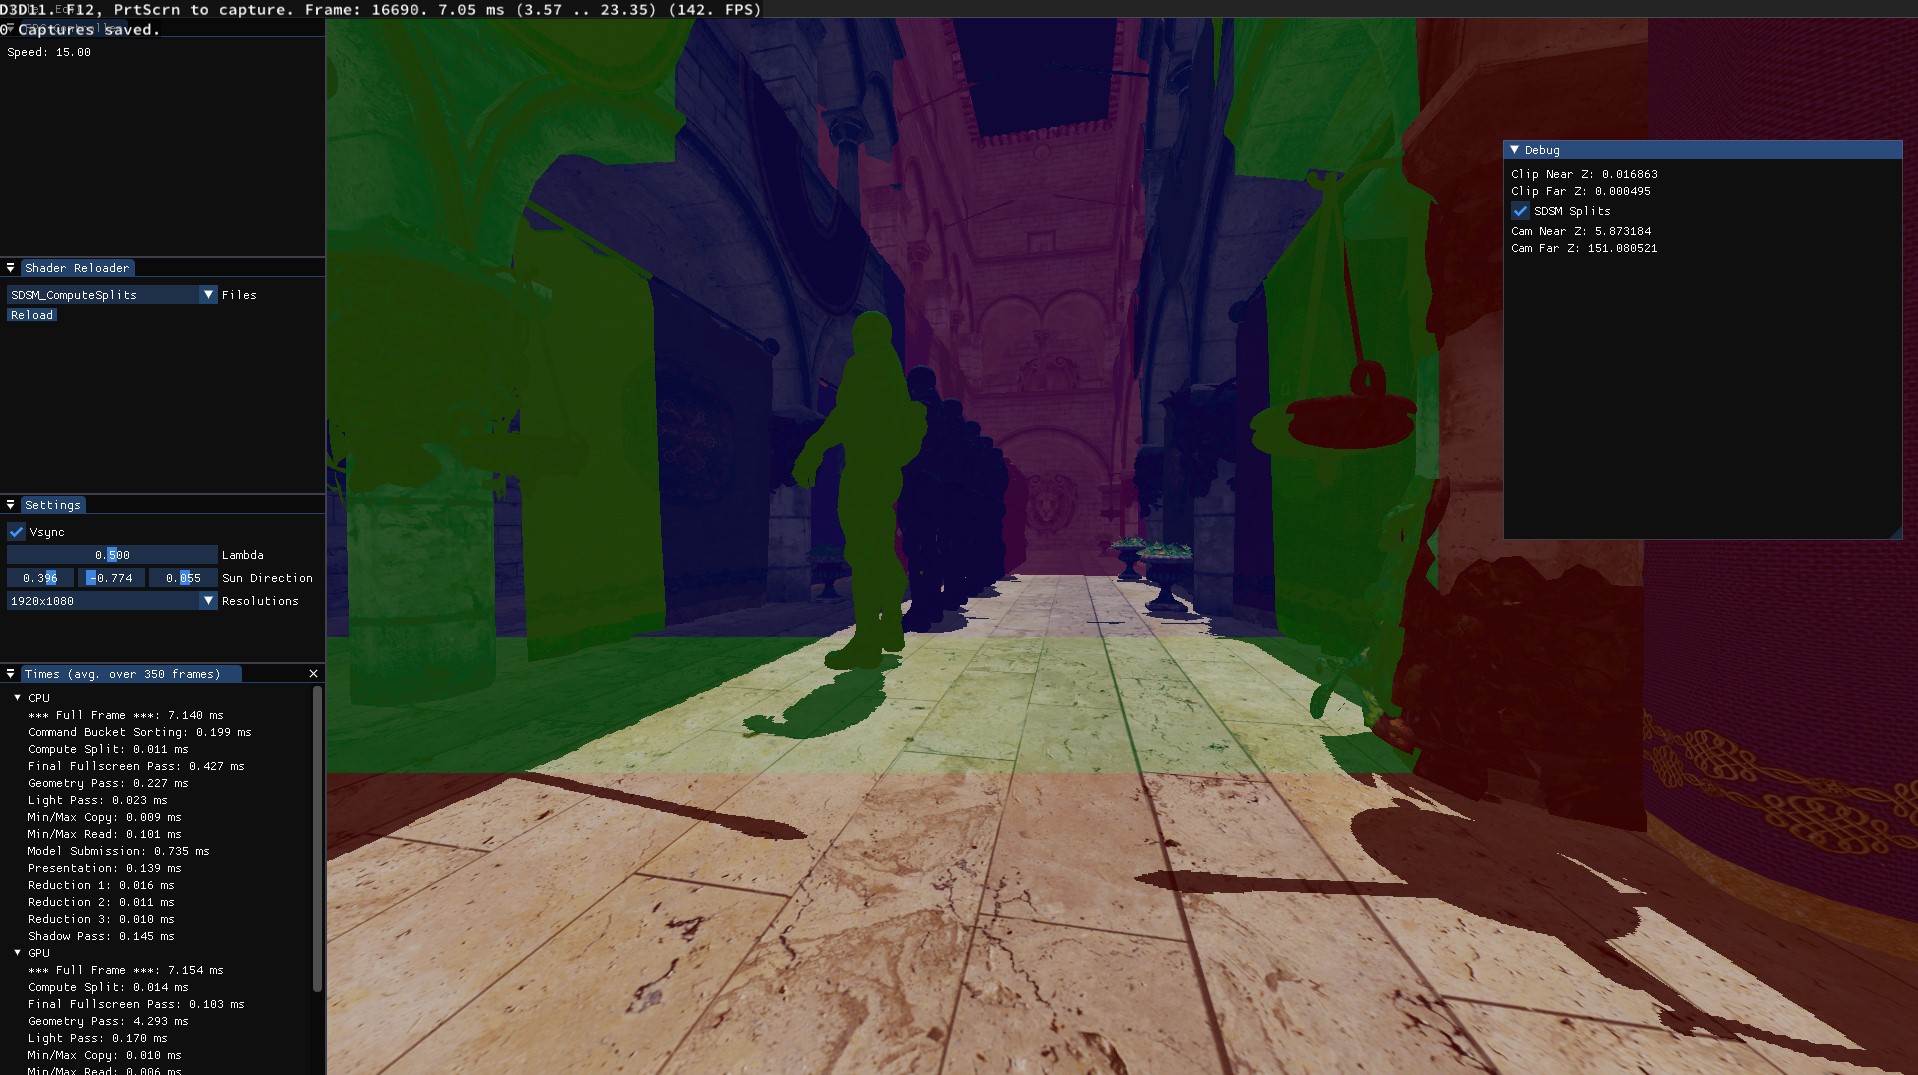 D3D11. F12, PrtScrn to capture. Frame: 16690. 7.05 ms (3.57 .. 23.35) (142. FPS)
0 Captures saved.
Speed: 15.00
Shader Reloader
SDSM_ComputeSplits Files
Reload
Settings
Vsync
0.500 Lambda
0.396 -0.774 0.055 Sun Direction
1920x1080 Resolutions
Times (avg. over 350 frames)
CPU
*** Full Frame ***: 7.140 ms
Command Bucket Sorting: 0.199 ms
Compute Split: 0.011 ms
Final Fullscreen Pass: 0.427 ms
Geometry Pass: 0.227 ms
Light Pass: 0.023 ms
Min/Max Copy: 0.009 ms
Min/Max Read: 0.101 ms
Model Submission: 0.735 ms
Presentation: 0.139 ms
Reduction 1: 0.016 ms
Reduction 2: 0.011 ms
Reduction 3: 0.010 ms
Shadow Pass: 0.145 ms
GPU
*** Full Frame ***: 7.154 ms
Compute Split: 0.014 ms
Final Fullscreen Pass: 0.103 ms
Geometry Pass: 4.293 ms
Light Pass: 0.170 ms
Min/Max Copy: 0.010 ms
Min/Max Read: 0.006 ms
Debug
Clip Near Z: 0.016863
Clip Far Z: 0.000495
SDSM Splits
Cam Near Z: 5.873184
Cam Far Z: 151.080521